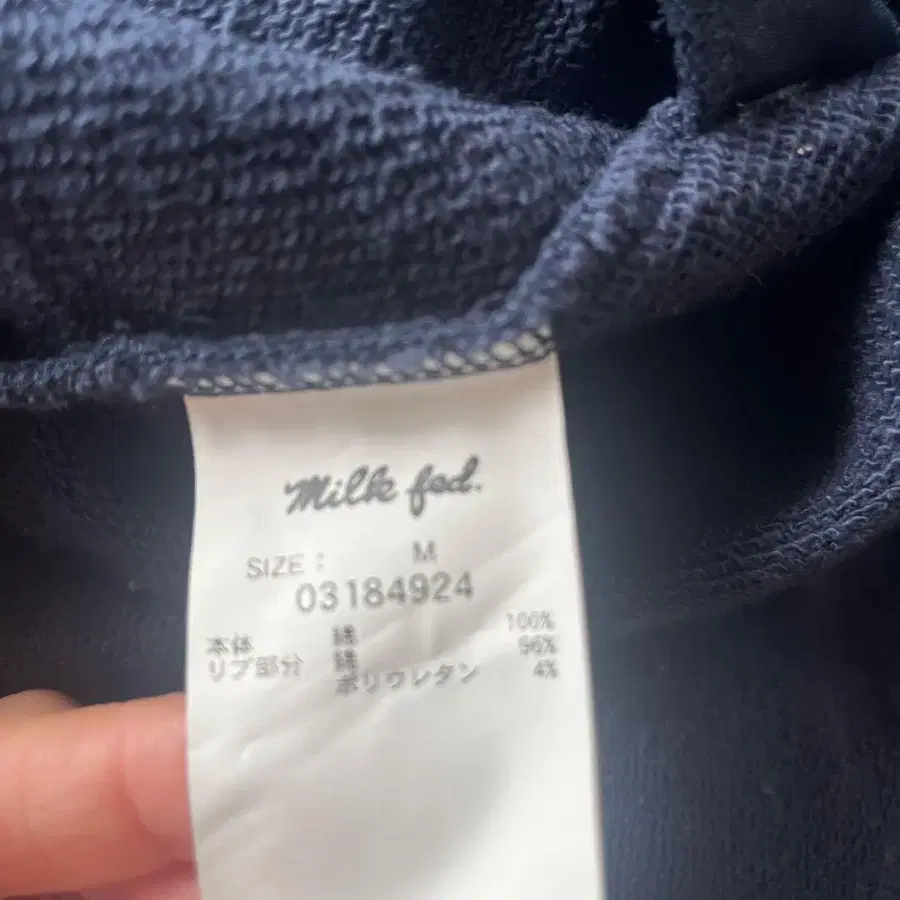 Milk fed.
SIZE : M
03184924
本体 綿 100%
リブ部分 綿 96%
ポリウレタン 4%